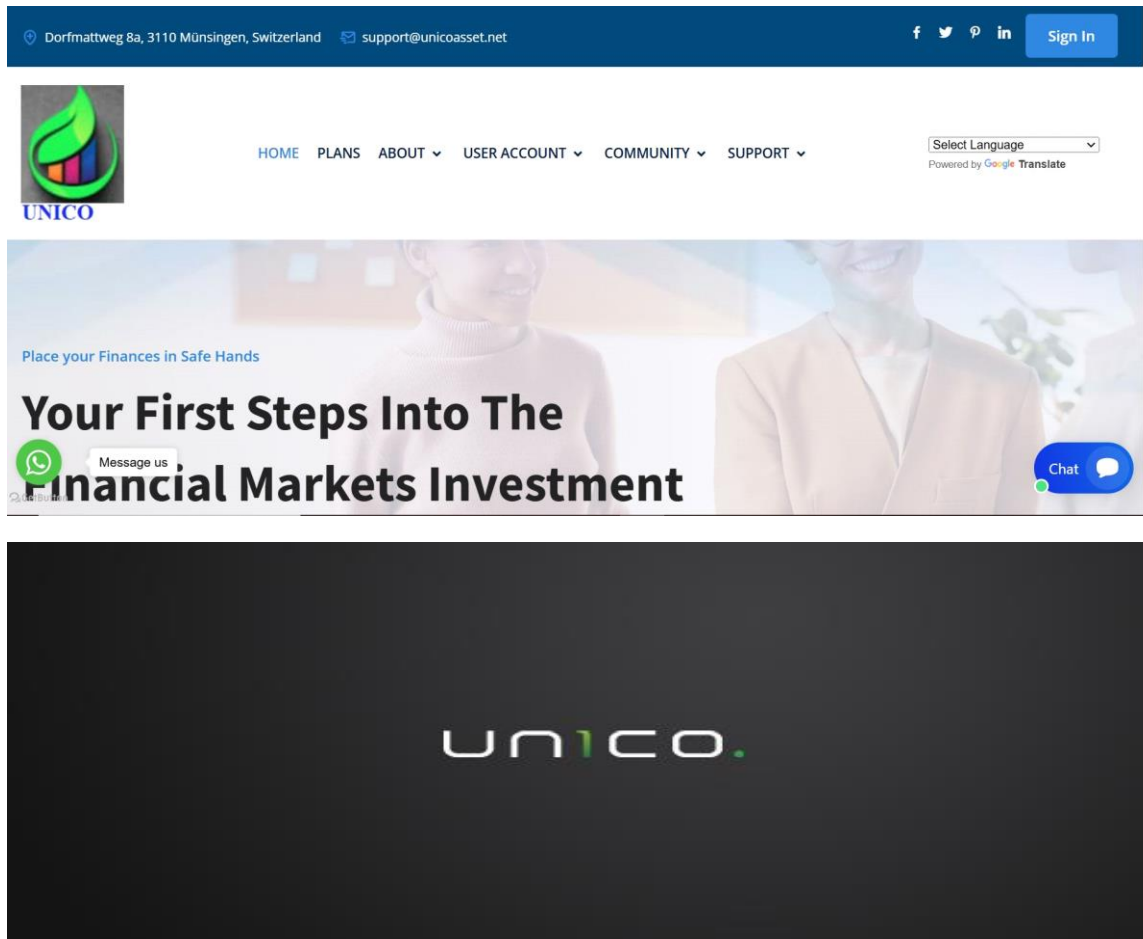 Dorfmattweg 8a, 3110 Münsingen, Switzerland support@unicoasset.net Sign In
UNICO
HOME PLANS ABOUT USER ACCOUNT COMMUNITY SUPPORT
Select Language
Powered by Google Translate
Place your Finances in Safe Hands
Your First Steps Into The
Financial Markets Investment
Message us
GetButton
Chat
un1co.